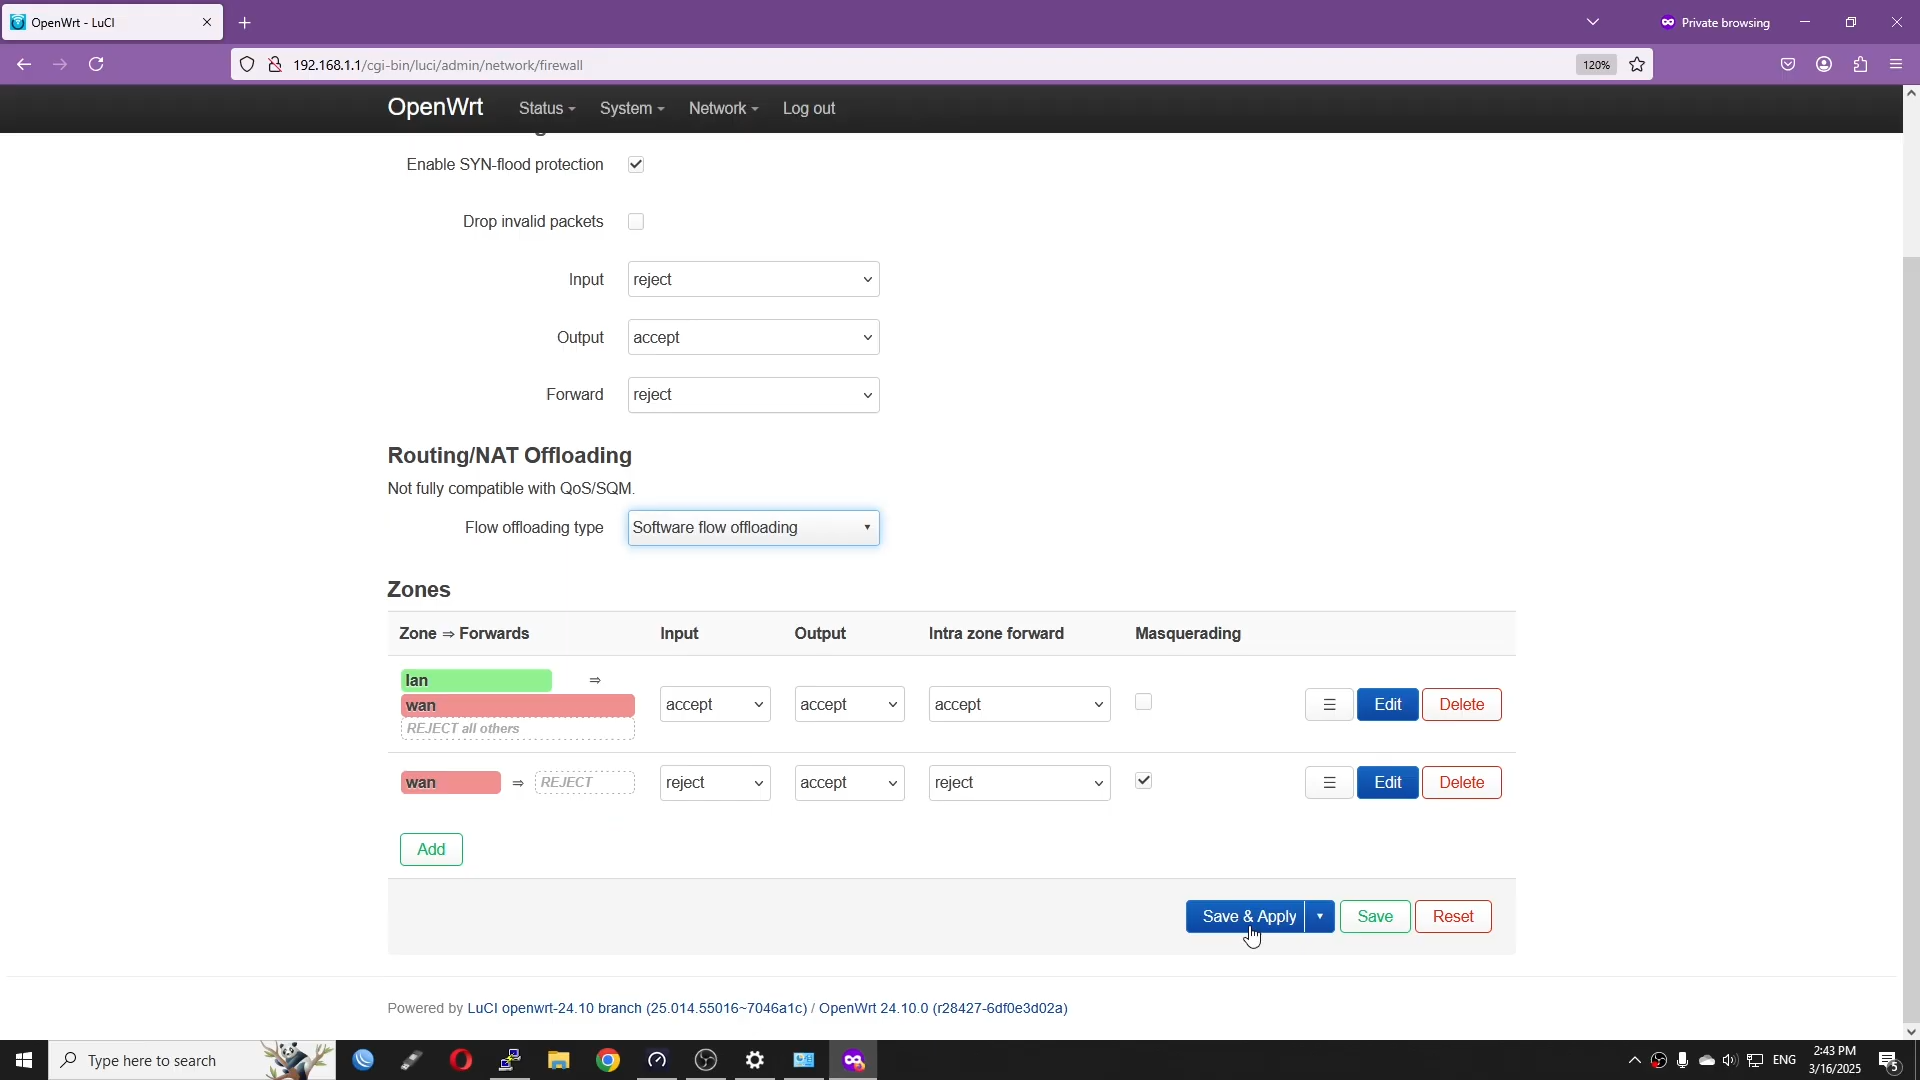 OpenWrt - LuCI
Private browsing
192.168.1.1/cgi-bin/luci/admin/network/firewall
120%
OpenWrt Status System Network Log out
Enable SYN-flood protection
Drop invalid packets
Input reject
Output accept
Forward reject
Routing/NAT Offloading
Not fully compatible with QoS/SQM.
Flow offloading type Software flow offloading
Zones
Zone ⇒ Forwards Input Output Intra zone forward Masquerading
lan ⇒
wan
REJECT all others
accept accept accept Edit Delete
wan ⇒ REJECT reject accept reject Edit Delete
Add
Save & Apply Save Reset
Powered by LuCI openwrt-24.10 branch (25.014.55016~7046a1c) / OpenWrt 24.10.0 (r28427-6df0e3d02a)
Type here to search
ENG
2:43 PM
3/16/2025
5